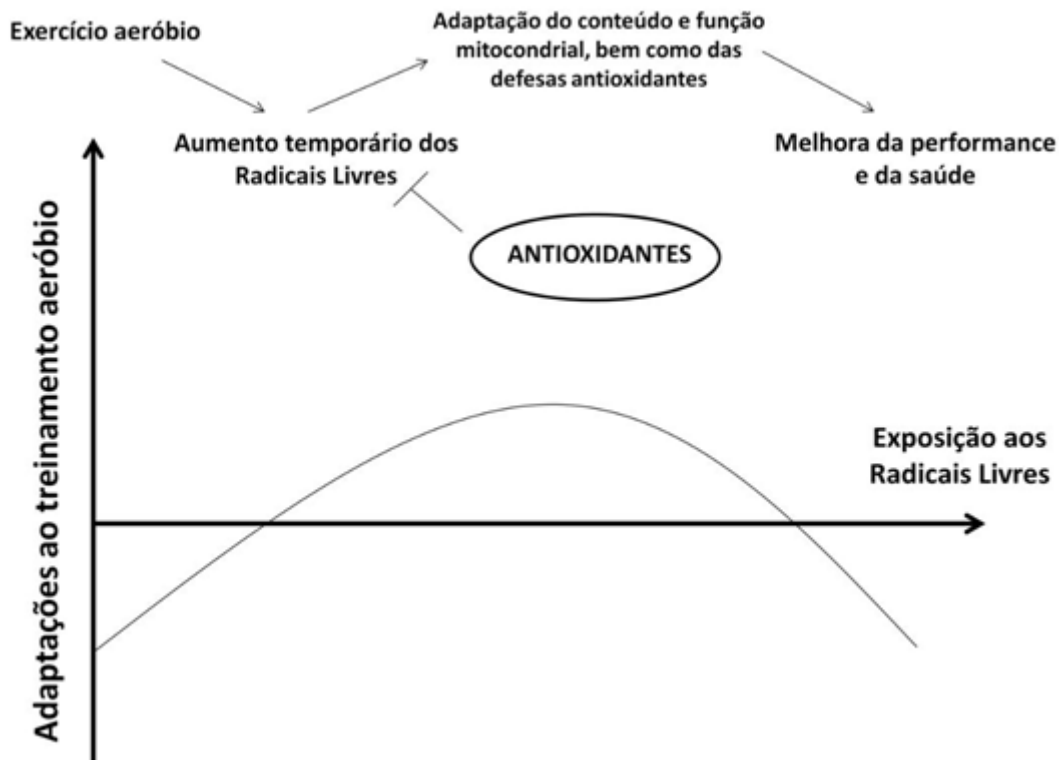 Exercício aeróbio
Adaptação do conteúdo e função
mitocondrial, bem como das
defesas antioxidantes
Aumento temporário dos
Radicais Livres
Melhora da performance
e da saúde
ANTIOXIDANTES
Adaptações ao treinamento aeróbio
Exposição aos
Radicais Livres